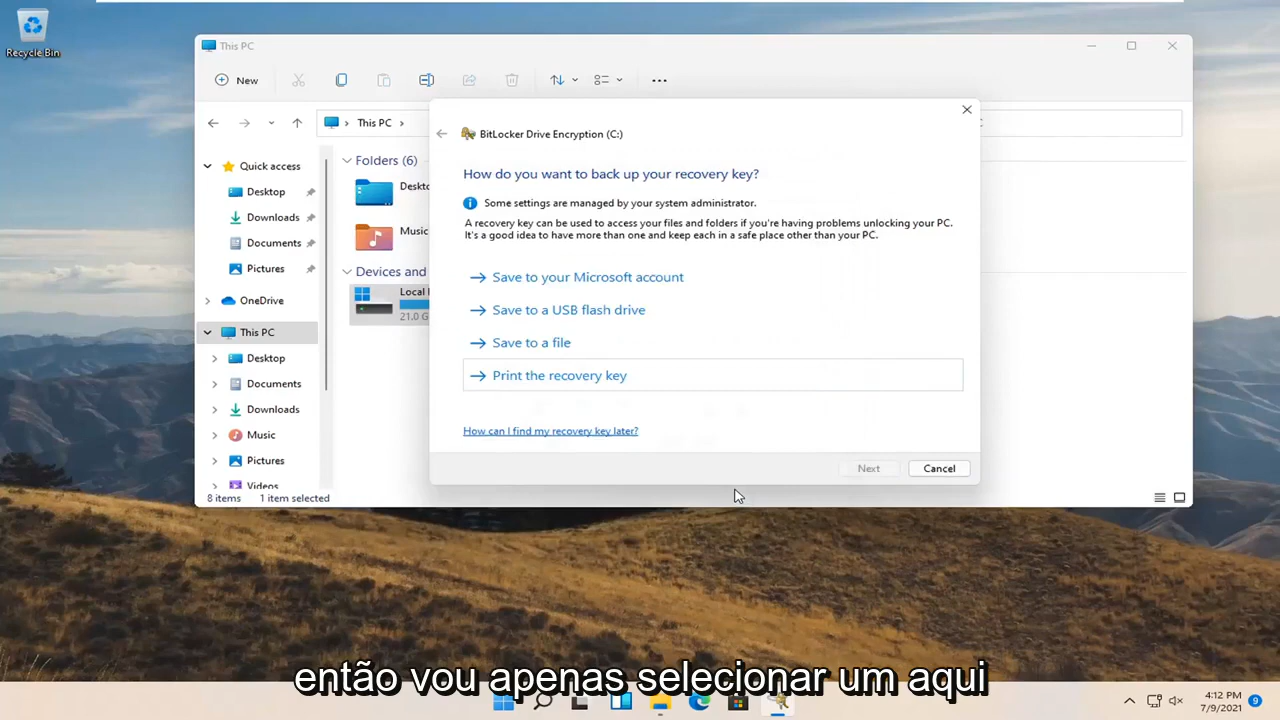 Recycle Bin
This PC
New
This PC
Quick access
Desktop
Downloads
Documents
Pictures
OneDrive
This PC
Desktop
Documents
Downloads
Music
Pictures
Videos
Folders (6)
Music
Devices and
Local
21.0 G
8 items
1 item selected
BitLocker Drive Encryption (C:)
How do you want to back up your recovery key?
Some settings are managed by your system administrator.
A recovery key can be used to access your files and folders if you're having problems unlocking your PC.
It's a good idea to have more than one and keep each in a safe place other than your PC.
Save to your Microsoft account
Save to a USB flash drive
Save to a file
Print the recovery key
How can I find my recovery key later?
Next
Cancel
então vou apenas selecionar um aqui
4:12 PM
7/9/2021
9